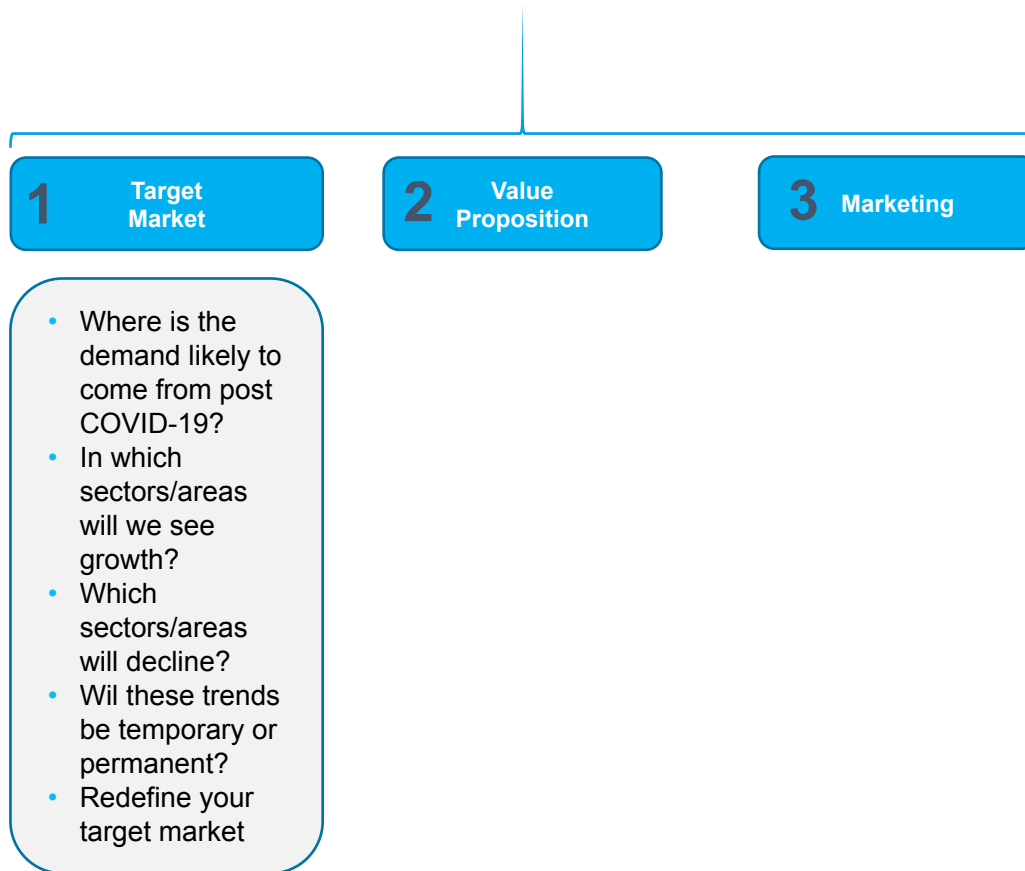 1
Target
Market
2
Value
Proposition
3
Marketing
• Where is the
demand likely to
come from post
COVID-19?
• In which
sectors/areas
will we see
growth?
• Which
sectors/areas
will decline?
• Wil these trends
be temporary or
permanent?
• Redefine your
target market